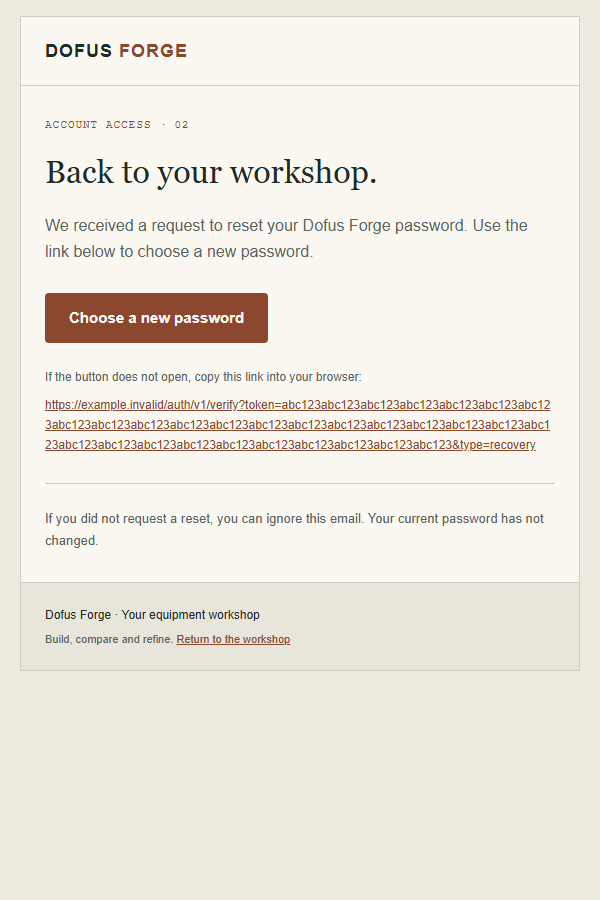 DOFUS FORGE
ACCOUNT ACCESS · 02
Back to your workshop.
We received a request to reset your Dofus Forge password. Use the
link below to choose a new password.
Choose a new password
If the button does not open, copy this link into your browser:
https://example.invalid/auth/v1/verify?token=abc123abc123abc123abc123abc123abc123abc12
3abc123abc123abc123abc123abc123abc123abc123abc123abc123abc123abc123abc123abc1
23abc123abc123abc123abc123abc123abc123abc123abc123abc123abc123&type=recovery
If you did not request a reset, you can ignore this email. Your current password has not
changed.
Dofus Forge · Your equipment workshop
Build, compare and refine. Return to the workshop